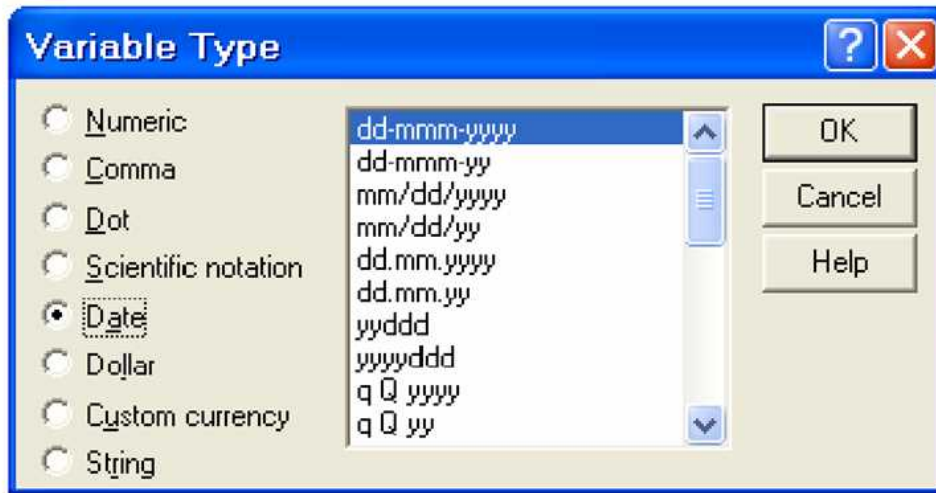 Variable Type
Numeric
Comma
Dot
Scientific notation
Date
Dollar
Custom currency
String
dd-mmm-yyyy
dd-mmm-yy
mm/dd/yyyy
mm/dd/yy
dd.mm.yyyy
dd.mm.yy
yyddd
yyyyddd
q Q yyyy
q Q yy
OK
Cancel
Help